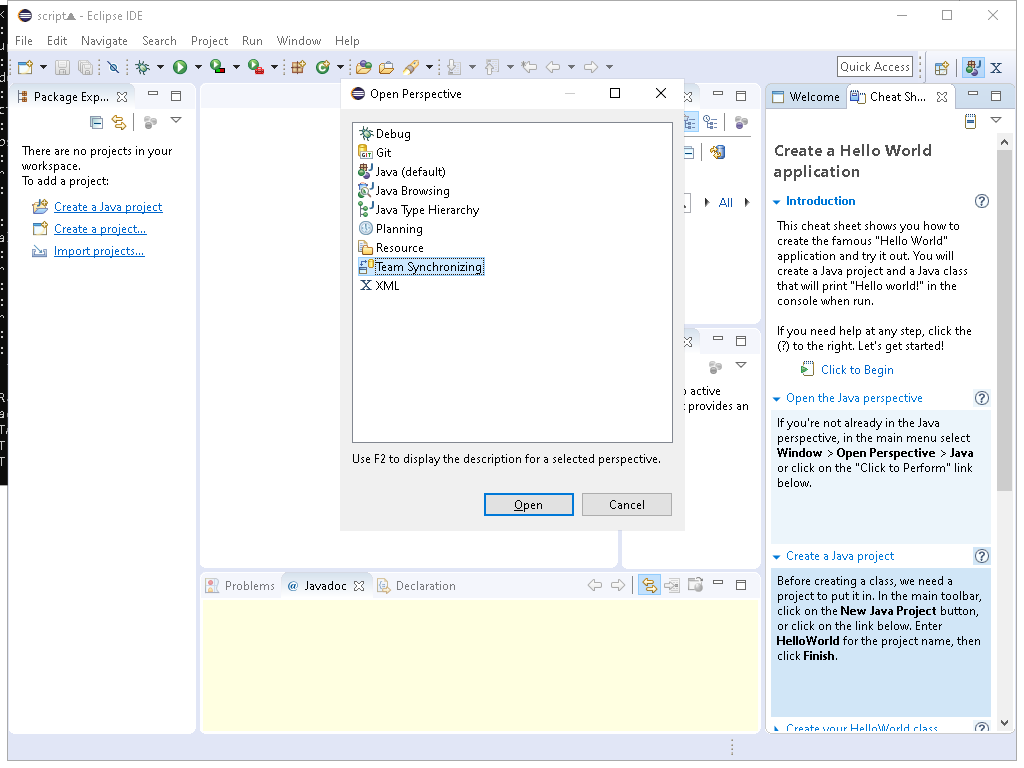 script - Eclipse IDE
File Edit Navigate Search Project Run Window Help
Quick Access
Package Exp...
There are no projects in your
workspace.
To add a project:
Create a Java project
Create a project...
Import projects...
Open Perspective
Debug
Git
Java (default)
Java Browsing
Java Type Hierarchy
Planning
Resource
Team Synchronizing
XML
Use F2 to display the description for a selected perspective.
Open Cancel
All
active
provides an
Problems @ Javadoc Declaration
Welcome Cheat Sh...
Create a Hello World
application
Introduction
This cheat sheet shows you how to
create the famous "Hello World"
application and try it out. You will
create a Java project and a Java class
that will print "Hello world!" in the
console when run.
If you need help at any step, click the
(?) to the right. Let's get started!
Click to Begin
Open the Java perspective
If you're not already in the Java
perspective, in the main menu select
Window > Open Perspective > Java
or click on the "Click to Perform" link
below.
Create a Java project
Before creating a class, we need a
project to put it in. In the main toolbar,
click on the New Java Project button,
or click on the link below. Enter
HelloWorld for the project name, then
click Finish.
Create your HelloWorld class